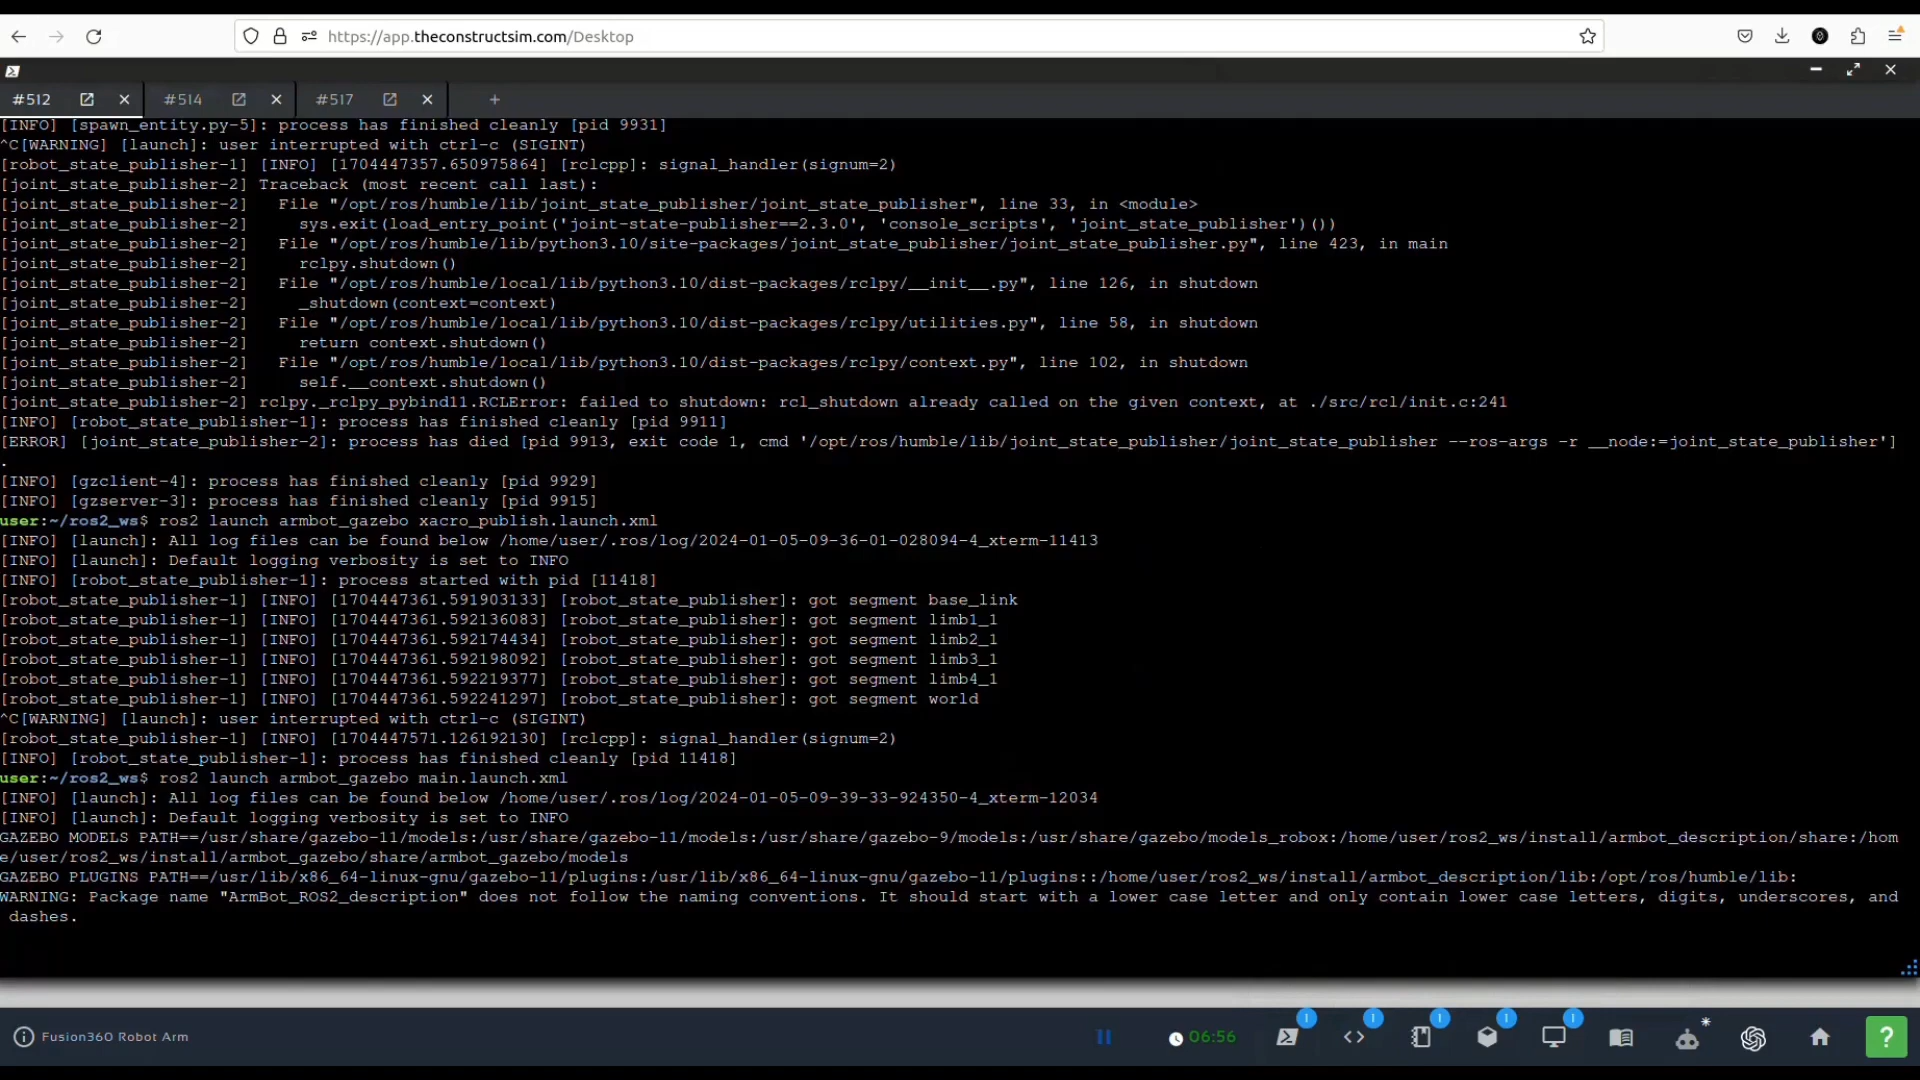 https://app.theconstructsim.com/Desktop
#512
#514
#517
[INFO] [spawn_entity.py-5]: process has finished cleanly [pid 9931]
^C[WARNING] [launch]: user interrupted with ctrl-c (SIGINT)
[robot_state_publisher-1] [INFO] [1704447357.650975864] [rclcpp]: signal_handler(signum=2)
[joint_state_publisher-2] Traceback (most recent call last):
[joint_state_publisher-2]   File "/opt/ros/humble/lib/joint_state_publisher/joint_state_publisher", line 33, in <module>
[joint_state_publisher-2]     sys.exit(load_entry_point('joint-state-publisher==2.3.0', 'console_scripts', 'joint_state_publisher')())
[joint_state_publisher-2]   File "/opt/ros/humble/lib/python3.10/site-packages/joint_state_publisher/joint_state_publisher.py", line 423, in main
[joint_state_publisher-2]     rclpy.shutdown()
[joint_state_publisher-2]   File "/opt/ros/humble/local/lib/python3.10/dist-packages/rclpy/__init__.py", line 126, in shutdown
[joint_state_publisher-2]     _shutdown(context=context)
[joint_state_publisher-2]   File "/opt/ros/humble/local/lib/python3.10/dist-packages/rclpy/utilities.py", line 58, in shutdown
[joint_state_publisher-2]     return context.shutdown()
[joint_state_publisher-2]   File "/opt/ros/humble/local/lib/python3.10/dist-packages/rclpy/context.py", line 102, in shutdown
[joint_state_publisher-2]     self.__context.shutdown()
[joint_state_publisher-2] rclpy._rclpy_pybind11.RCLError: failed to shutdown: rcl_shutdown already called on the given context, at ./src/rcl/init.c:241
[INFO] [robot_state_publisher-1]: process has finished cleanly [pid 9911]
[ERROR] [joint_state_publisher-2]: process has died [pid 9913, exit code 1, cmd '/opt/ros/humble/lib/joint_state_publisher/joint_state_publisher --ros-args -r __node:=joint_state_publisher']
.
[INFO] [gzclient-4]: process has finished cleanly [pid 9929]
[INFO] [gzserver-3]: process has finished cleanly [pid 9915]
user:~/ros2_ws$ ros2 launch armbot_gazebo xacro_publish.launch.xml
[INFO] [launch]: All log files can be found below /home/user/.ros/log/2024-01-05-09-36-01-028094-4_xterm-11413
[INFO] [launch]: Default logging verbosity is set to INFO
[INFO] [robot_state_publisher-1]: process started with pid [11418]
[robot_state_publisher-1] [INFO] [1704447361.591903133] [robot_state_publisher]: got segment base_link
[robot_state_publisher-1] [INFO] [1704447361.592136083] [robot_state_publisher]: got segment limb1_1
[robot_state_publisher-1] [INFO] [1704447361.592174434] [robot_state_publisher]: got segment limb2_1
[robot_state_publisher-1] [INFO] [1704447361.592198092] [robot_state_publisher]: got segment limb3_1
[robot_state_publisher-1] [INFO] [1704447361.592219377] [robot_state_publisher]: got segment limb4_1
[robot_state_publisher-1] [INFO] [1704447361.592241297] [robot_state_publisher]: got segment world
^C[WARNING] [launch]: user interrupted with ctrl-c (SIGINT)
[robot_state_publisher-1] [INFO] [1704447571.126192130] [rclcpp]: signal_handler(signum=2)
[INFO] [robot_state_publisher-1]: process has finished cleanly [pid 11418]
user:~/ros2_ws$ ros2 launch armbot_gazebo main.launch.xml
[INFO] [launch]: All log files can be found below /home/user/.ros/log/2024-01-05-09-39-33-924350-4_xterm-12034
[INFO] [launch]: Default logging verbosity is set to INFO
GAZEBO MODELS PATH==/usr/share/gazebo-11/models:/usr/share/gazebo-11/models:/usr/share/gazebo-9/models:/usr/share/gazebo/models_robox:/home/user/ros2_ws/install/armbot_description/share:/hom
e/user/ros2_ws/install/armbot_gazebo/share/armbot_gazebo/models
GAZEBO PLUGINS PATH==/usr/lib/x86_64-linux-gnu/gazebo-11/plugins:/usr/lib/x86_64-linux-gnu/gazebo-11/plugins::/home/user/ros2_ws/install/armbot_description/lib:/opt/ros/humble/lib:
WARNING: Package name "ArmBot_ROS2_description" does not follow the naming conventions. It should start with a lower case letter and only contain lower case letters, digits, underscores, and
 dashes.
Fusion360 Robot Arm
06:56
1
1
1
1
1
?